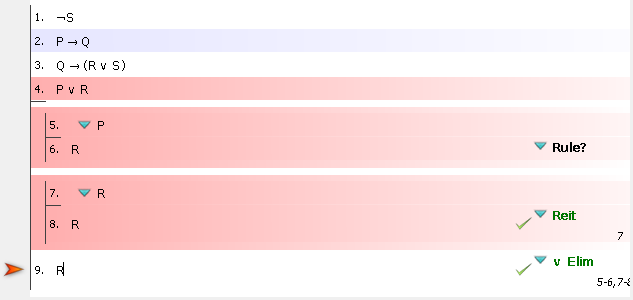 1. ¬S
2. P → Q
3. Q → (R ∨ S)
4. P ∨ R
5. P
6. R Rule?
7. R
8. R Reit
7
9. R ∨ Elim
5-6,7-8